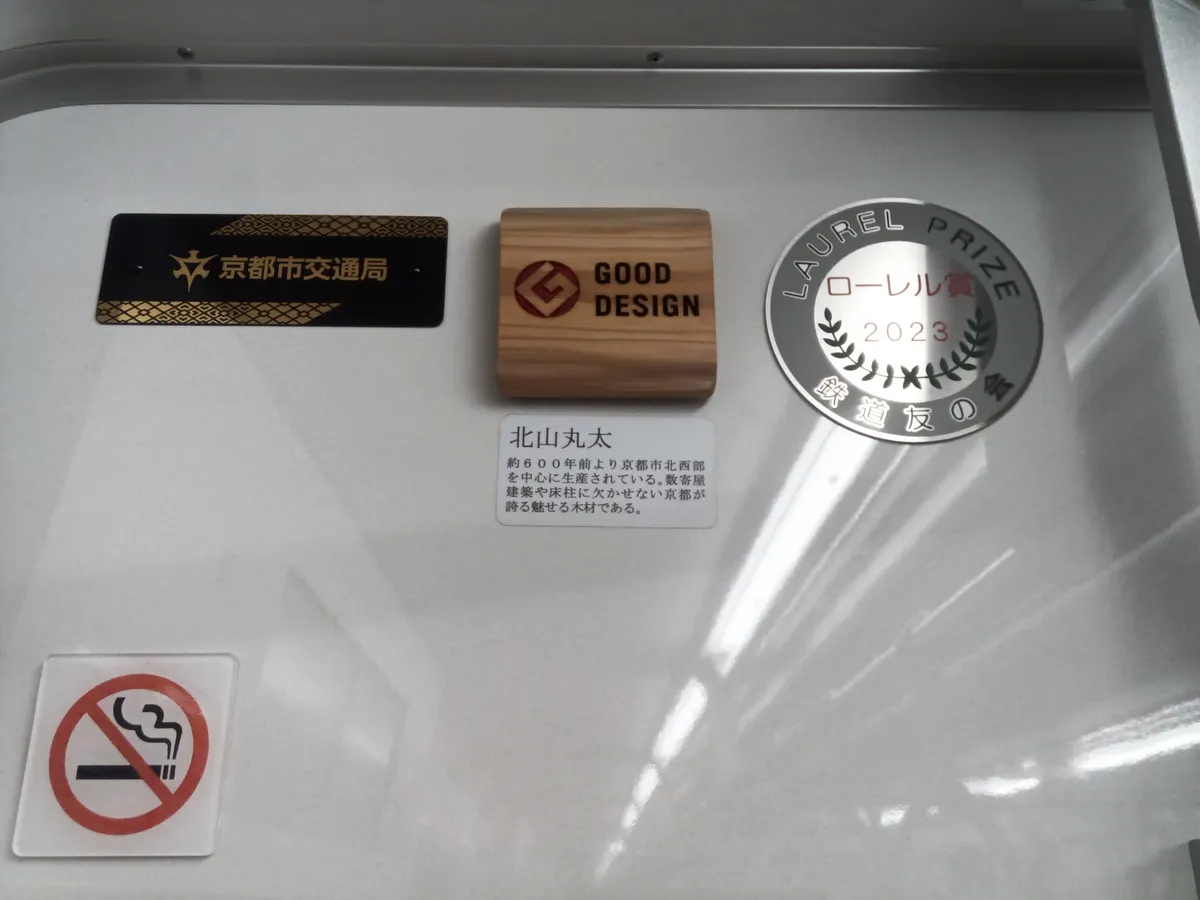 京都市交通局
GOOD
DESIGN
LAUREL PRIZE
ローレル賞
2023
鉄道友の会
北山丸太
約600年前より京都市北西部
を中心に生産されている。数寄屋
建築や床柱に欠かせない京都が
誇る魅せる木材である。